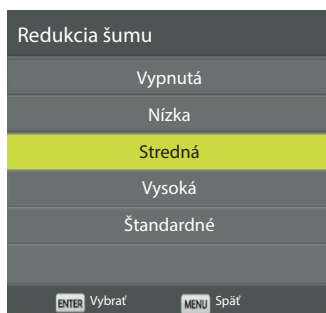 Redukcia šumu
Vypnutá
Nízka
Stredná
Vysoká
Štandardné
ENTER Vybrať MENU Späť